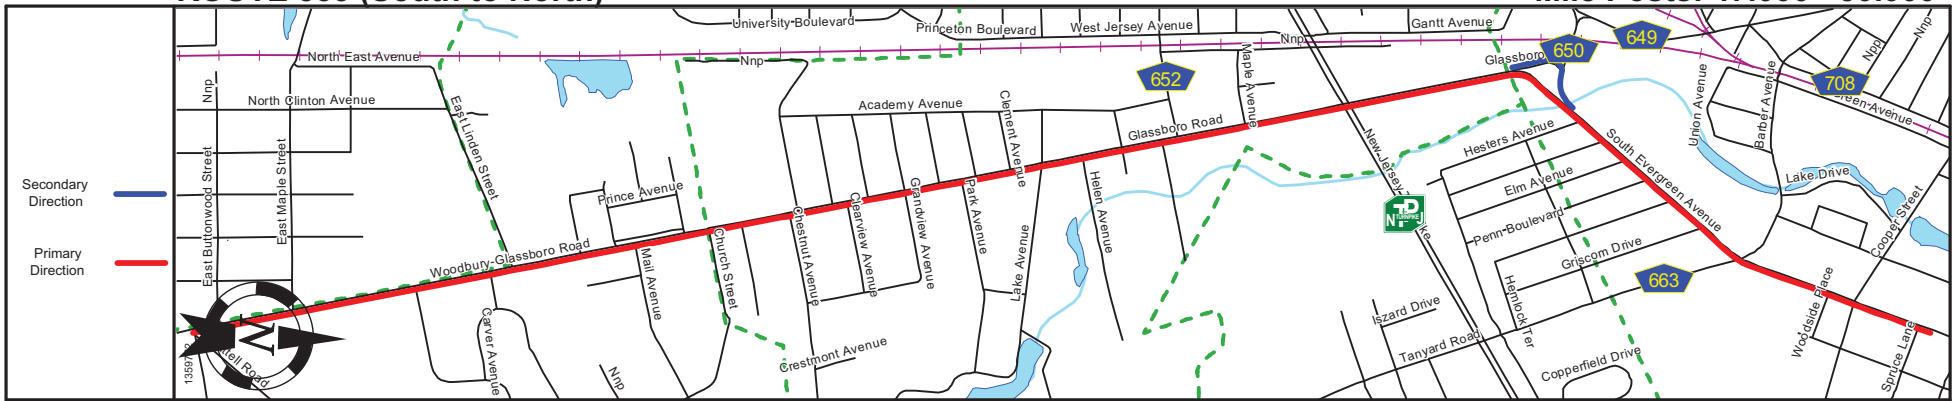 Secondary
Direction
Primary
Direction
University Boulevard
Princeton Boulevard
West Jersey Avenue
Gantt Avenue
Nnp
North East Avenue
Nnp
Glassboro
650
649
652
708
Nnp
Nnp
Nnp
North Clinton Avenue
Academy Avenue
Clement Avenue
Maple Avenue
Glassboro Road
Union Avenue
Barber Avenue
East Linden Street
East Buttonwood Street
East Maple Street
Prince Avenue
Hesters Avenue
South Evergreen Avenue
Elm Avenue
Penn Boulevard
Griscom Drive
Lake Drive
Cooper Street
NTPJ
TURNPIKE
New Jersey
Woodbury-Glassboro Road
Church Street
Chestnut Avenue
Clearview Avenue
Grandview Avenue
Park Avenue
Helen Avenue
Lake Avenue
Mail Avenue
Carver Avenue
Nnp
Crestmont Avenue
Iszard Drive
Tanyard Road
Hemlock Ter
Copperfield Drive
663
Woodside Place
Spruce Lane
N